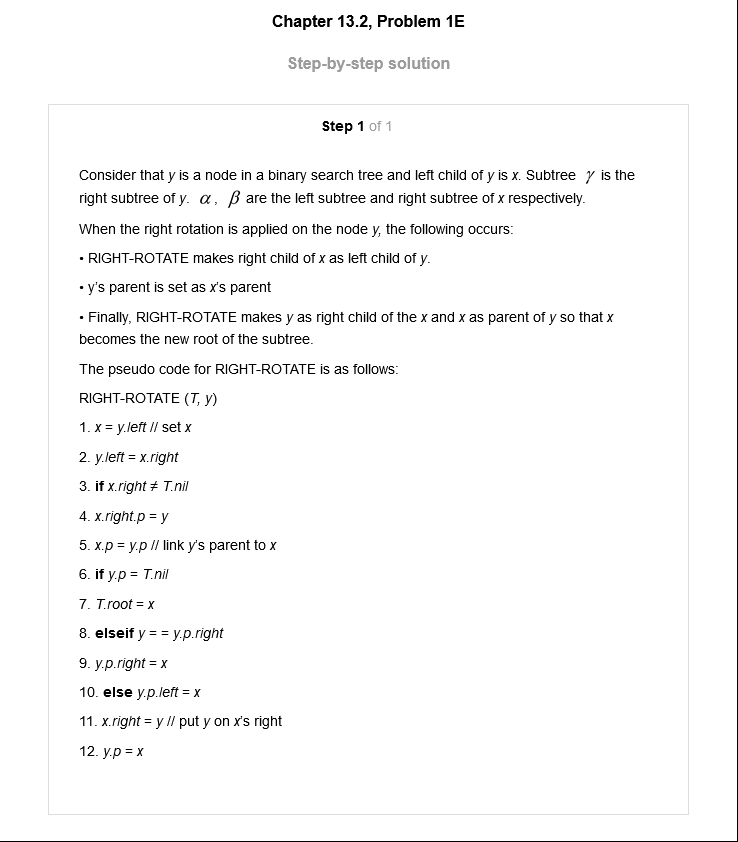 Chapter 13.2, Problem 1E
Step-by-step solution
Step 1 of 1
Consider that y is a node in a binary search tree and left child of y is x. Subtree γ is the
right subtree of y. α, β are the left subtree and right subtree of x respectively.
When the right rotation is applied on the node y, the following occurs:
• RIGHT-ROTATE makes right child of x as left child of y.
• y's parent is set as x's parent
• Finally, RIGHT-ROTATE makes y as right child of the x and x as parent of y so that x
becomes the new root of the subtree.
The pseudo code for RIGHT-ROTATE is as follows:
RIGHT-ROTATE (T, y)
1. x = y.left // set x
2. y.left = x.right
3. if x.right ≠ T.nil
4. x.right.p = y
5. x.p = y.p // link y's parent to x
6. if y.p = T.nil
7. T.root = x
8. elseif y = = y.p.right
9. y.p.right = x
10. else y.p.left = x
11. x.right = y // put y on x's right
12. y.p = x